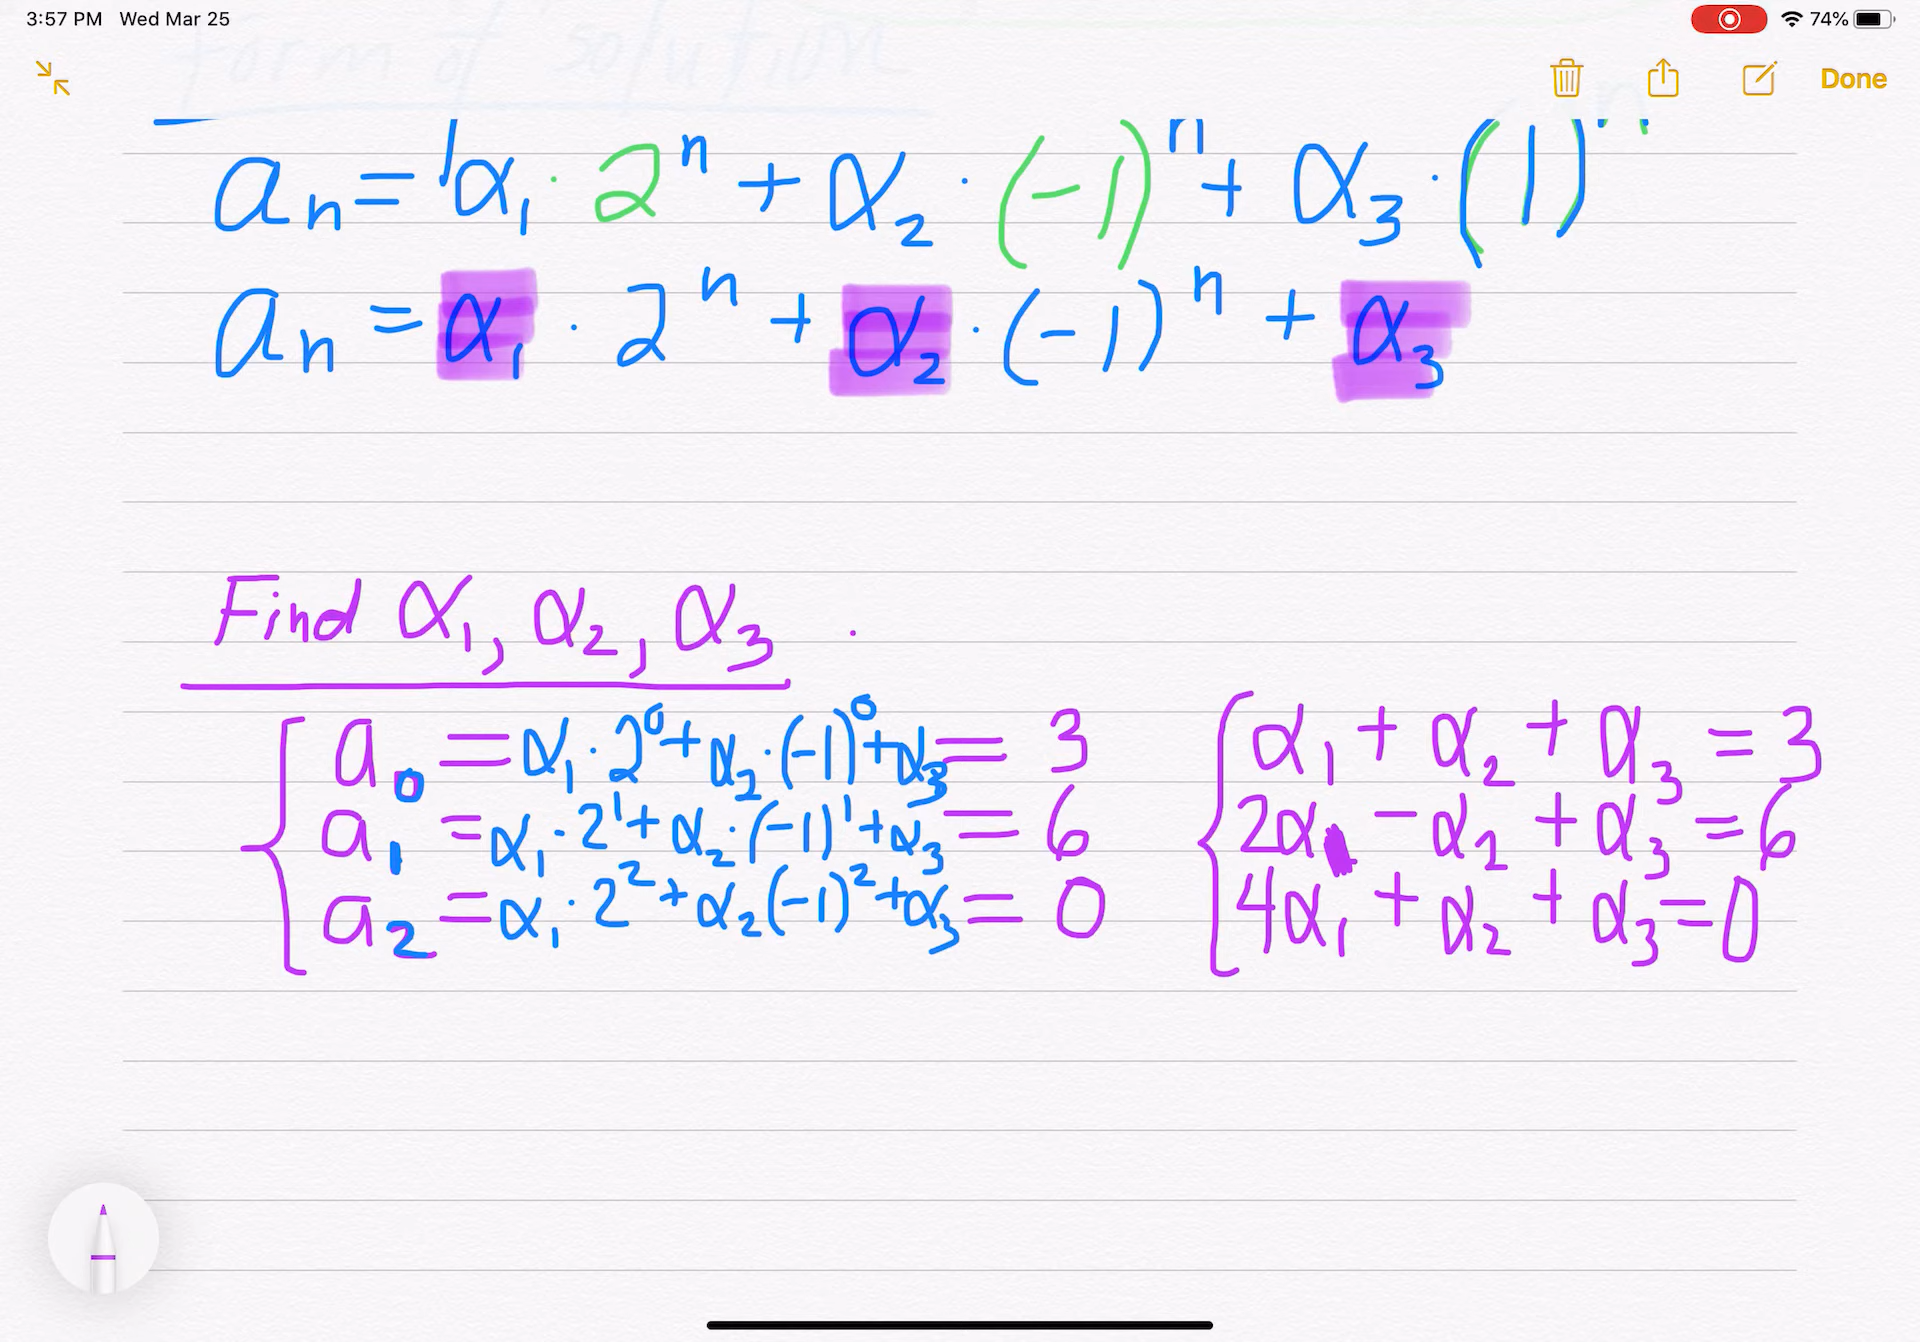 3:57 PM Wed Mar 25
74%
Form of solution
Done
aₙ = α₁ · 2ⁿ + α₂ · (-1)ⁿ + α₃ · (1)ⁿ
aₙ = α₁ · 2ⁿ + α₂ · (-1)ⁿ + α₃
Find α₁, α₂, α₃
a₀ = α₁ · 2⁰ + α₂ · (-1)⁰ + α₃ = 3
a₁ = α₁ · 2¹ + α₂ · (-1)¹ + α₃ = 6
a₂ = α₁ · 2² + α₂ (-1)² + α₃ = 0
α₁ + α₂ + α₃ = 3
2α₁ - α₂ + α₃ = 6
4α₁ + α₂ + α₃ = 0